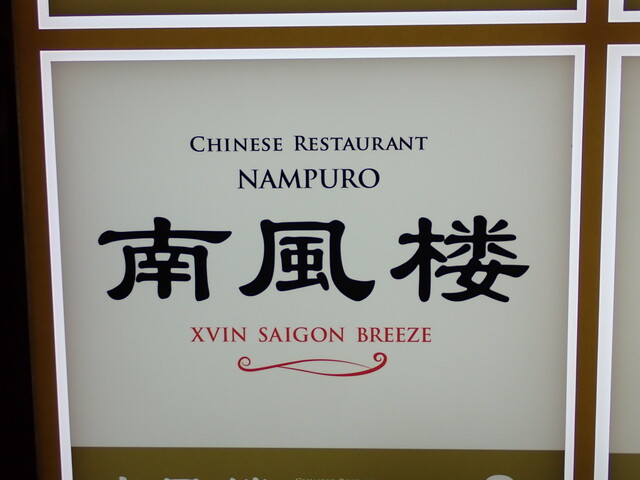 CHINESE RESTAURANT
NAMPURO
南風楼
XVIN SAIGON BREEZE